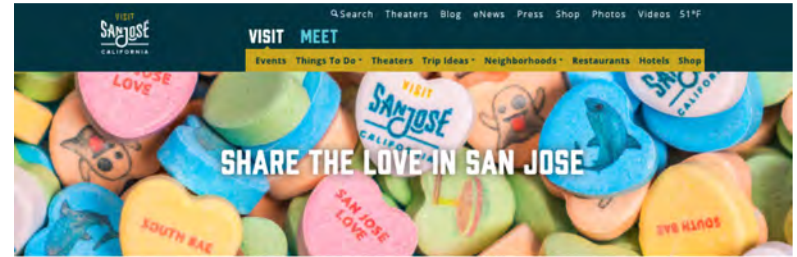 VISIT
SAN JOSE
CALIFORNIA
Search Theaters Blog eNews Press Shop Photos Videos 51°F
VISIT MEET
Events Things To Do Theaters Trip Ideas Neighborhoods Restaurants Hotels Shop
SAN JOSE
LOVE
VISIT
SAN JOSE
CALIFORNIA
SHARE THE LOVE IN SAN JOSE
SOUTH BAE
SAN JOSE
LOVE
SOUTH BAE